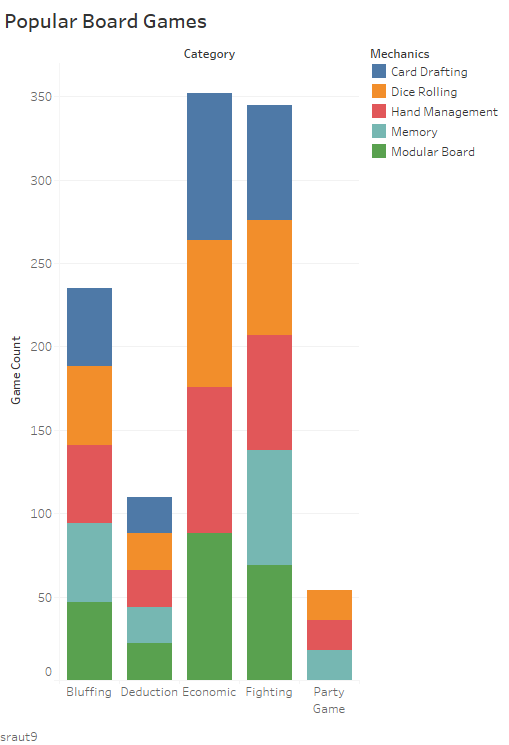 Popular Board Games
Category
Mechanics
Card Drafting
Dice Rolling
Hand Management
Memory
Modular Board
Game Count
350
300
250
200
150
100
50
0
Bluffing
Deduction
Economic
Fighting
Party
Game
sraut9